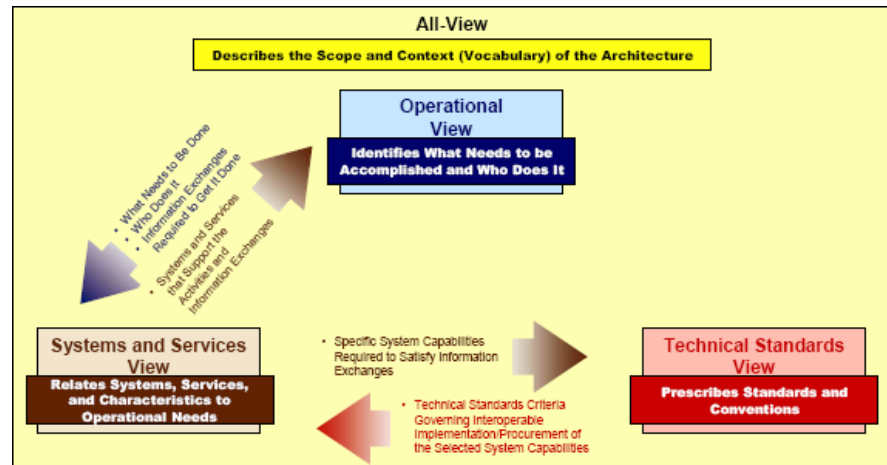 All-View
Describes the Scope and Context (Vocabulary) of the Architecture
Operational
View
Identifies What Needs to be
Accomplished and Who Does It
• What Needs to Be Done
• Who Does It
• Information Exchanges
Required to Get It Done
• Systems and Services
that Support the
Activities and
Information Exchanges
Systems and Services
View
Relates Systems, Services,
and Characteristics to
Operational Needs
• Specific System Capabilities
Required to Satisfy Information
Exchanges
• Technical Standards Criteria
Governing Interoperable
Implementation/Procurement of
the Selected System Capabilities
Technical Standards
View
Prescribes Standards and
Conventions